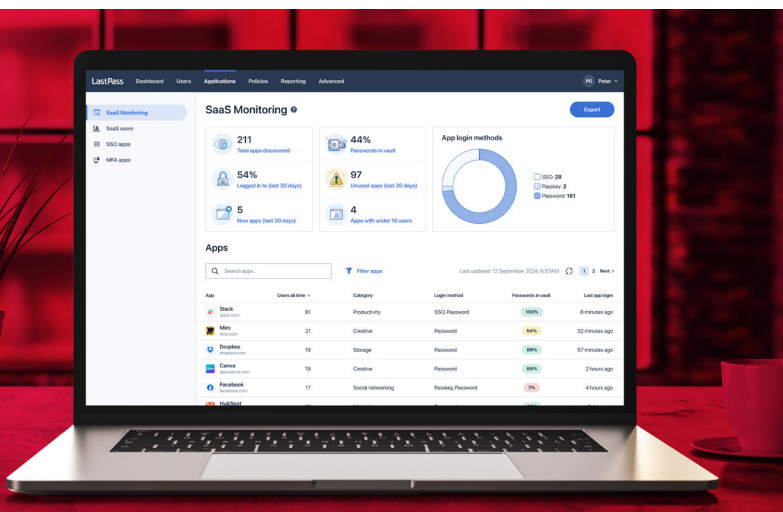 LastPass Dashboard Users Applications Policies Reporting Advanced PG Peter
SaaS Monitoring
SaaS users
SSO apps
MFA apps
SaaS Monitoring
Export
211
Total apps discovered
54%
Logged in to (last 30 days)
5
New apps (last 30 days)
44%
Passwords in vault
97
Unused apps (last 30 days)
4
Apps with under 10 users
App login methods
SSO: 28
Passkey: 2
Password: 181
Apps
Search apps..
Filter apps
Last updated: 12 September 2024, 6:57AM
1 2 Next >
App Users all time Category Login method Passwords in vault Last app login
Slack 81 Productivity SSO, Password 100% 8 minutes ago
slack.com
Miro 21 Creative Password 54% 32 minutes ago
miro.com
Dropbox 19 Storage Password 89% 57 minutes ago
dropbox.com
Canva 19 Creative Password 89% 2 hours ago
app.canva.com
Facebook 17 Social networking Passkey, Password 7% 4 hours ago
facebook.com
HubSpot